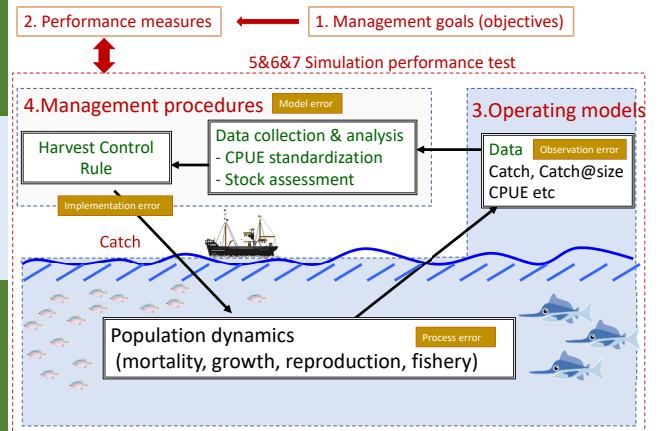 2. Performance measures
1. Management goals (objectives)
5&6&7 Simulation performance test
4.Management procedures
Model error
3.Operating models
Harvest Control
Rule
Data collection & analysis
- CPUE standardization
- Stock assessment
Data
Observation error
Catch, Catch@size
CPUE etc
Implementation error
Catch
Population dynamics
Process error
(mortality, growth, reproduction, fishery)